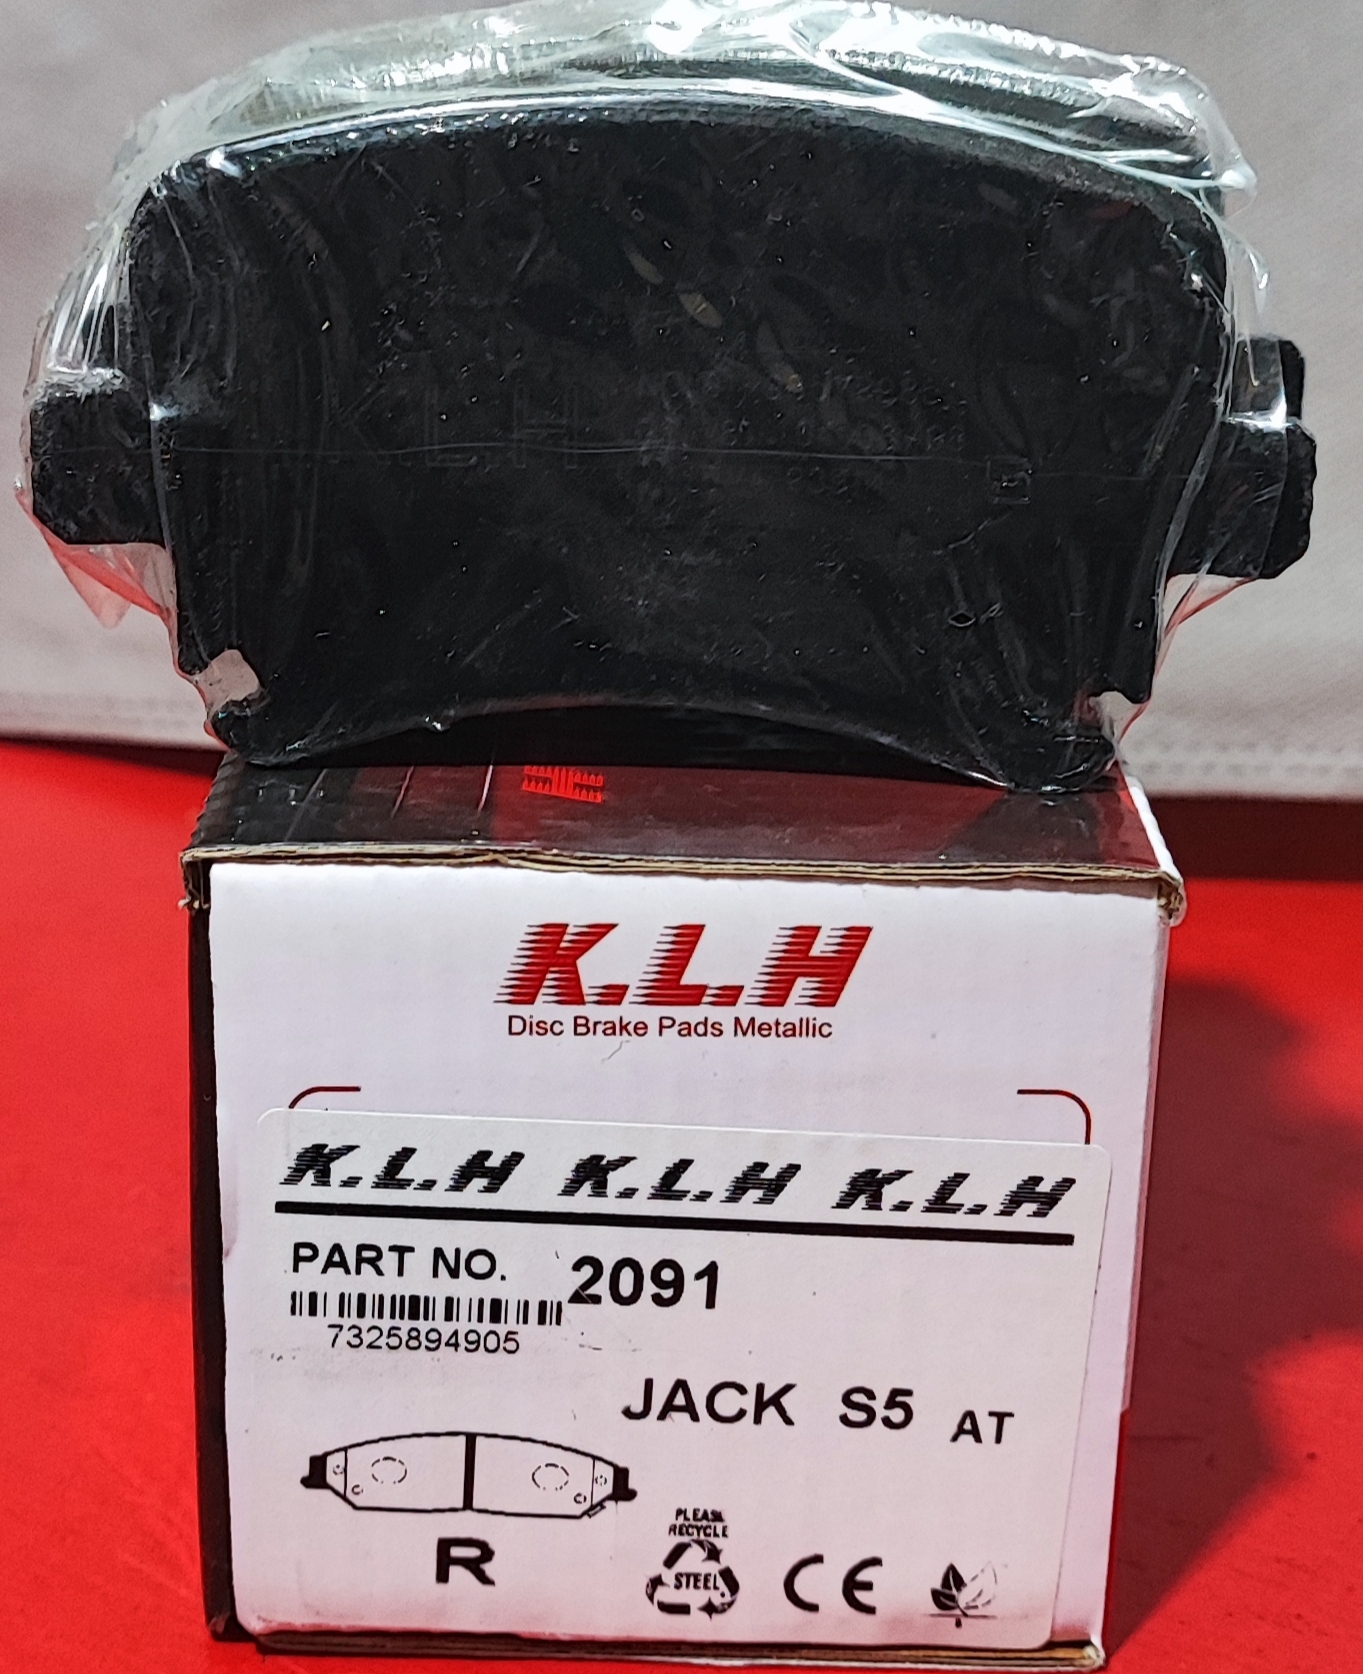 K.L.H
Disc Brake Pads Metallic
K.L.H K.L.H K.L.H
PART NO. 2091
7325894905
JACK S5 AT
R
PLEASE
RECYCLE
STEEL
CE